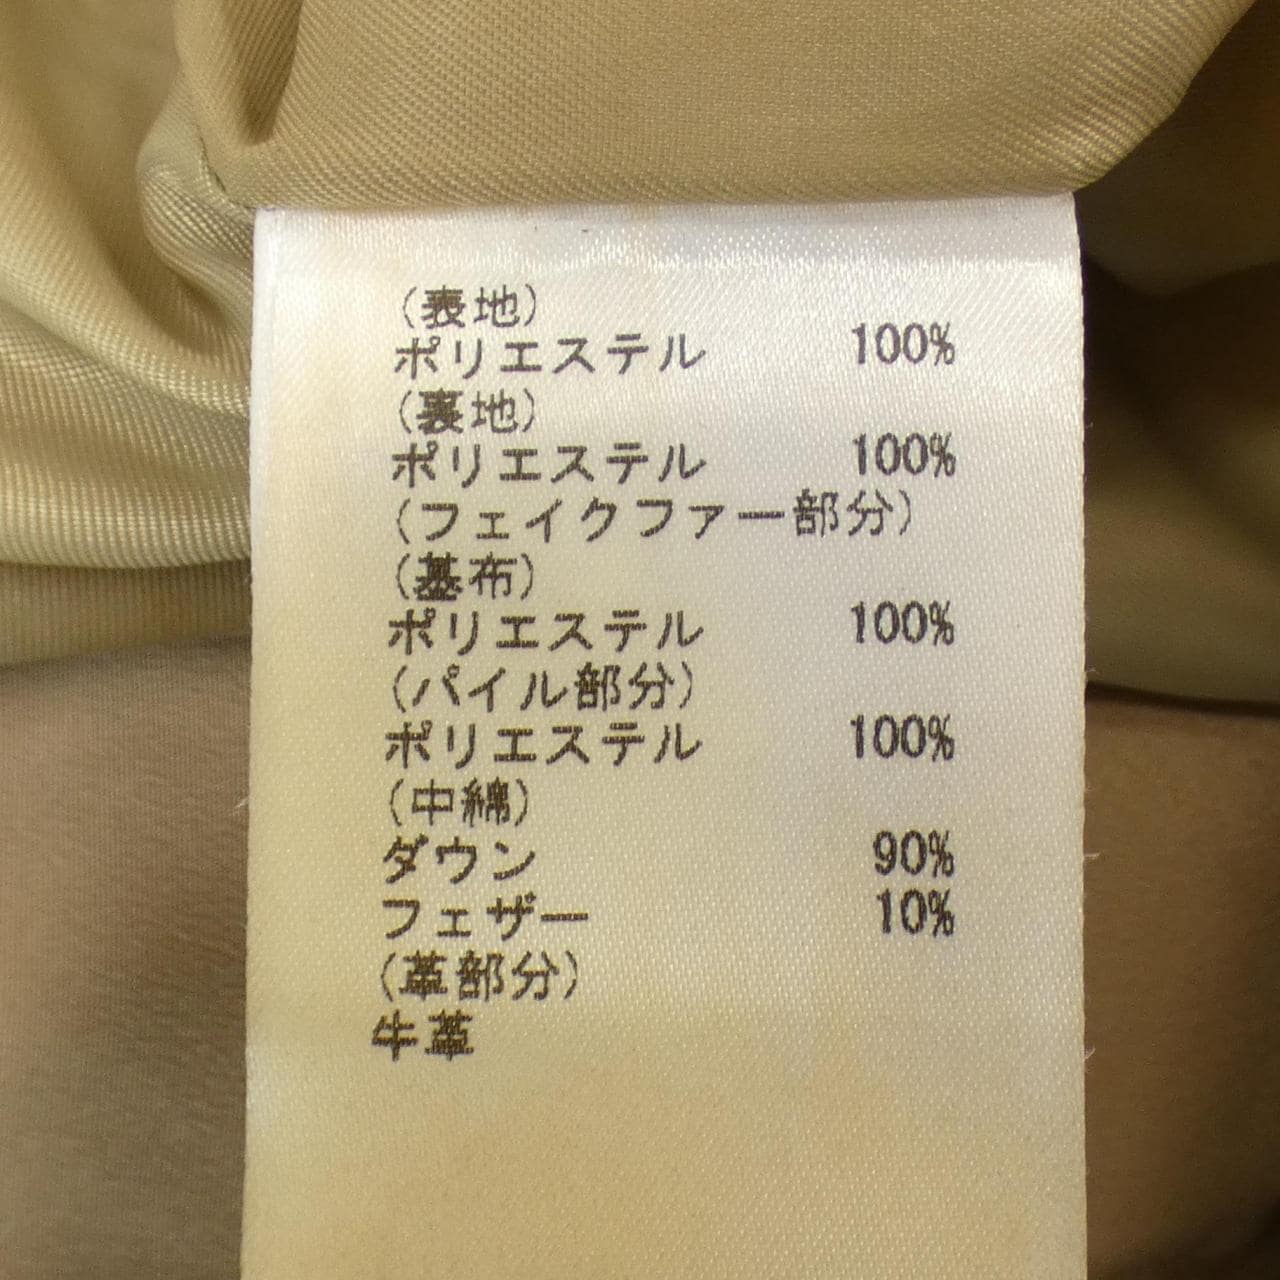 (表地)
ポリエステル 100%
(裏地)
ポリエステル 100%
(フェイクファー部分)
(基布)
ポリエステル 100%
(パイル部分)
ポリエステル 100%
(中綿)
ダウン 90%
フェザー 10%
(革部分)
牛革